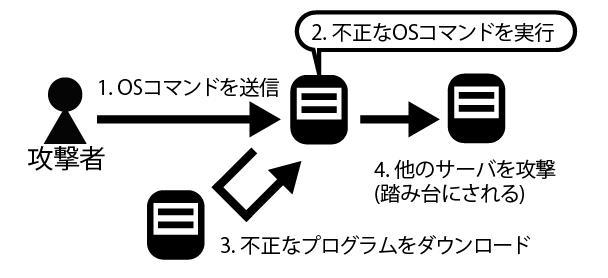 2. 不正なOSコマンドを実行
1. OSコマンドを送信
攻撃者
4. 他のサーバを攻撃
(踏み台にされる)
3. 不正なプログラムをダウンロード